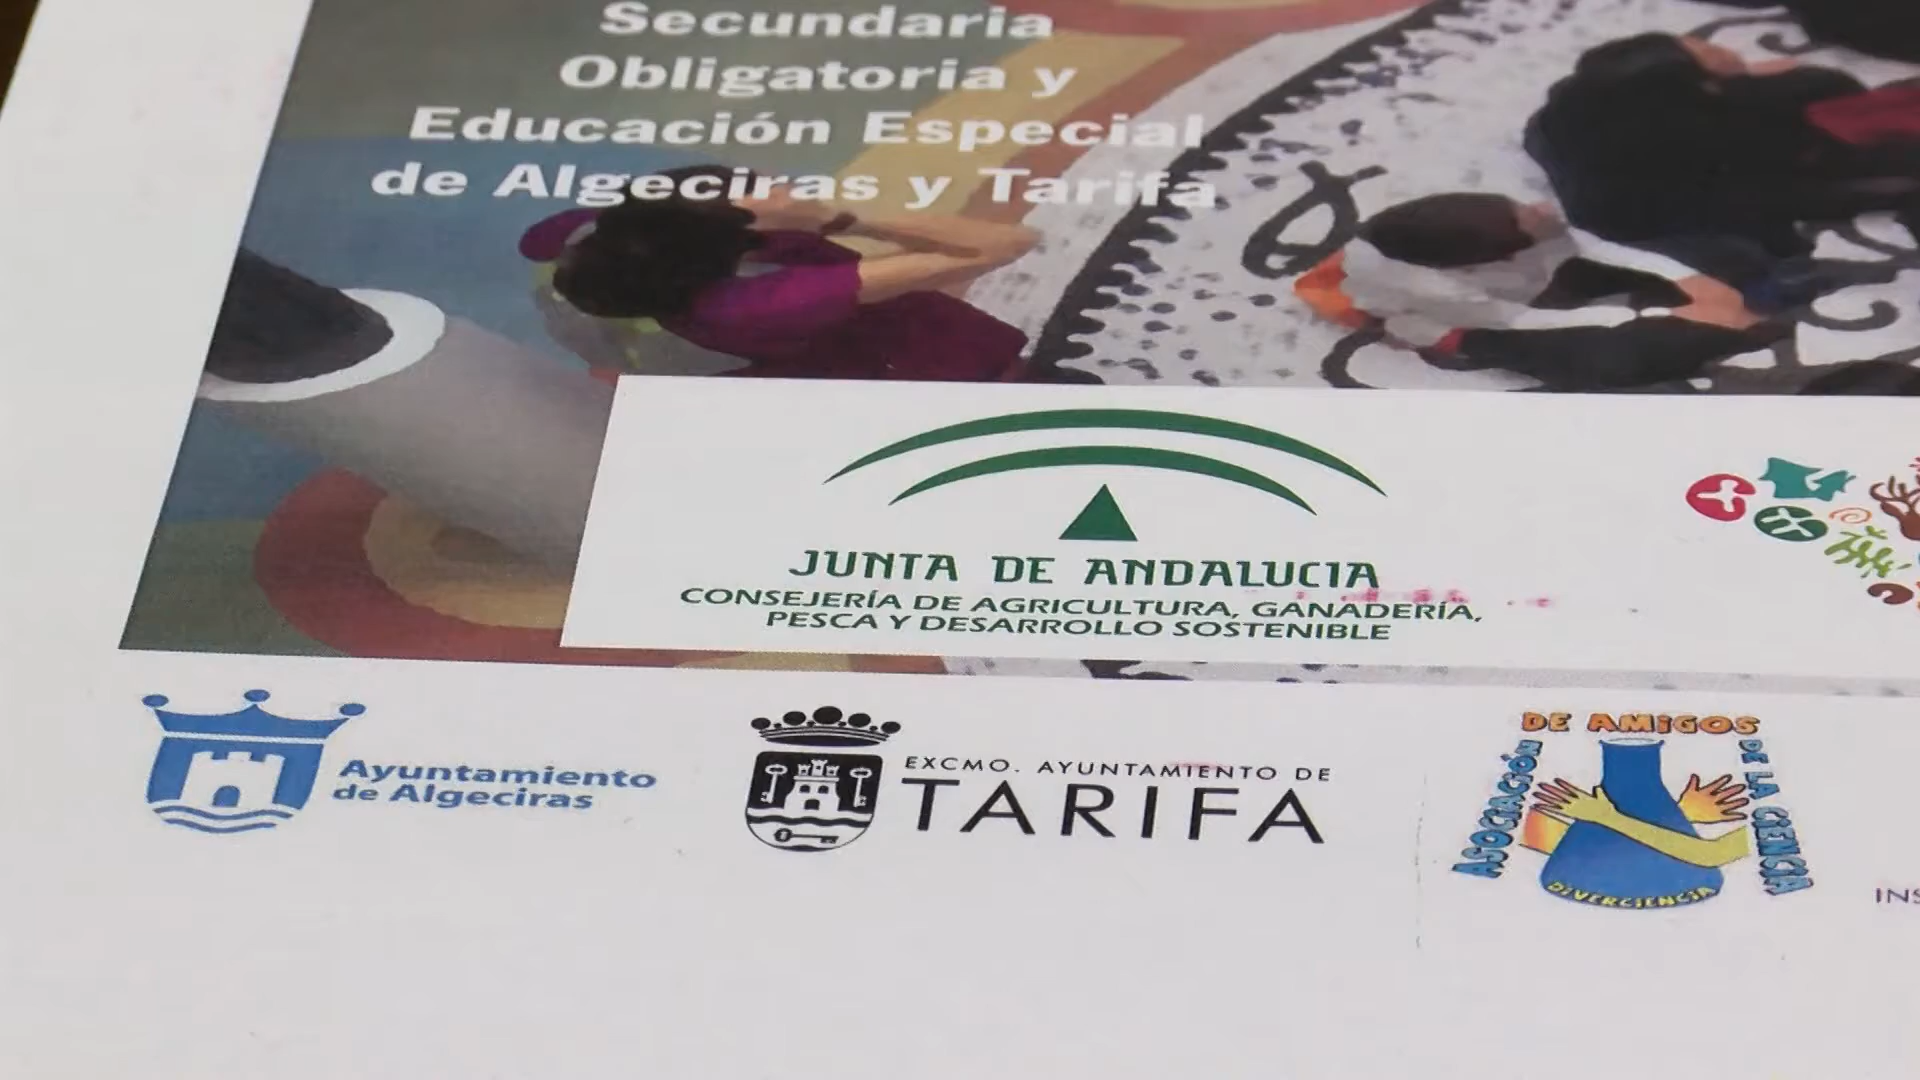 Secundaria
Obligatoria y
Educación Especial
de Algeciras y Tarifa
JUNTA DE ANDALUCIA
CONSEJERÍA DE AGRICULTURA, GANADERÍA,
PESCA Y DESARROLLO SOSTENIBLE
Ayuntamiento
de Algeciras
EXCMO. AYUNTAMIENTO DE
TARIFA
ASOCIACIÓN
DE AMIGOS
DE LA CIENCIA
DIVERCIENCIA